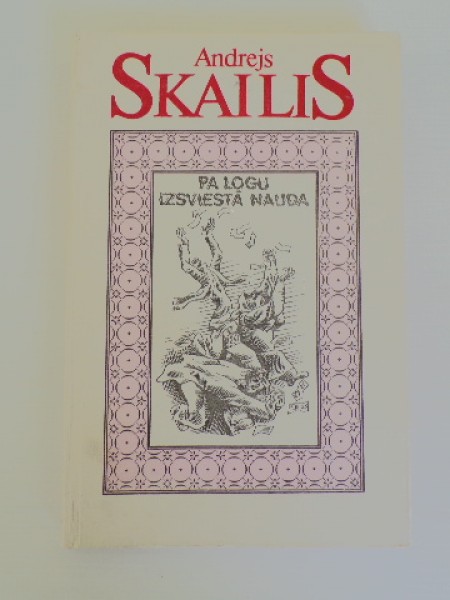 Andrejs
SKAILIS
PA LOGU
IZSVIESTĀ NAUDA